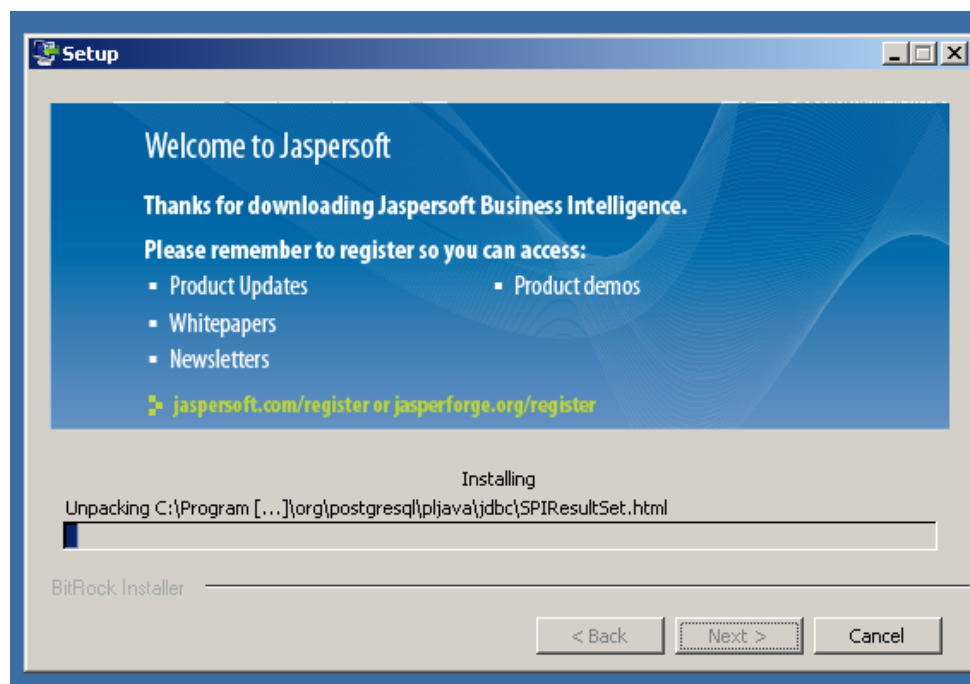 Setup
Welcome to Jaspersoft
Thanks for downloading Jaspersoft Business Intelligence.
Please remember to register so you can access:
▪ Product Updates ▪ Product demos
▪ Whitepapers
▪ Newsletters
jaspersoft.com/register or jasperforge.org/register
Installing
Unpacking C:\Program [...]\org\postgresql\pljava\jdbc\SPIResultSet.html
BitRock Installer
< Back Next > Cancel